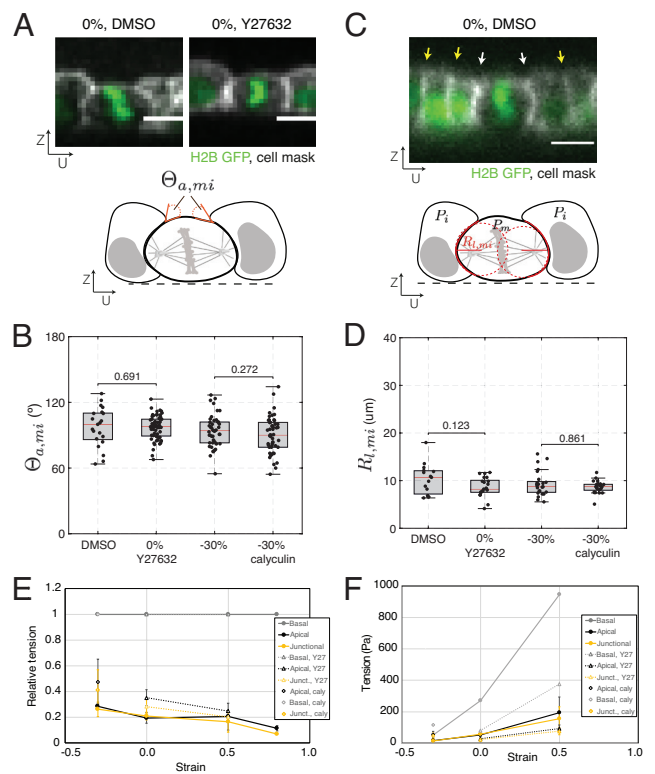 A
0%, DMSO
0%, Y27632
Z
U
H2B GFP, cell mask
Θa,mi
Z
U
C
0%, DMSO
Z
U
H2B GFP, cell mask
Pi
Pm
Pi
Rl,mi
Z
U
B
180
120
60
0
Θa,mi (º)
0.691
0.272
DMSO
0%
Y27632
-30%
-30%
calyculin
D
40
30
20
10
0
Rl,mi (um)
0.123
0.861
DMSO
0%
Y27632
-30%
-30%
calyculin
E
1.2
1
0.8
0.6
0.4
0.2
0
Relative tension
-0.5
0.0
0.5
1.0
Strain
Basal
Apical
Junctional
Basal, Y27
Apical, Y27
Junct., Y27
Apical, caly
Basal, caly
Junct., caly
F
1000
800
600
400
200
0
Tension (Pa)
-0.5
0.0
0.5
1.0
Strain
Basal
Apical
Junctional
Basal, Y27
Apical, Y27
Junct., Y27
Apical, caly
Basal, caly
Junct., caly